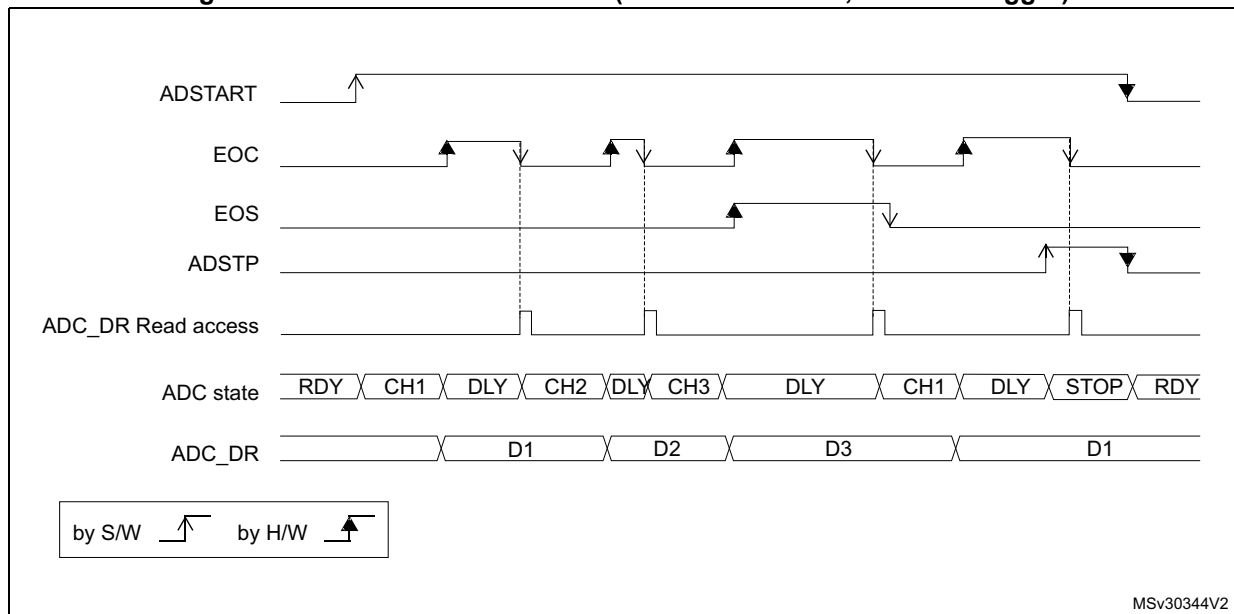 ADSTART
EOC
EOS
ADSTP
ADC_DR Read access
ADC state RDY CH1 DLY CH2 DLY CH3 DLY CH1 DLY STOP RDY
ADC_DR D1 D2 D3 D1
by S/W by H/W
MSv30344V2